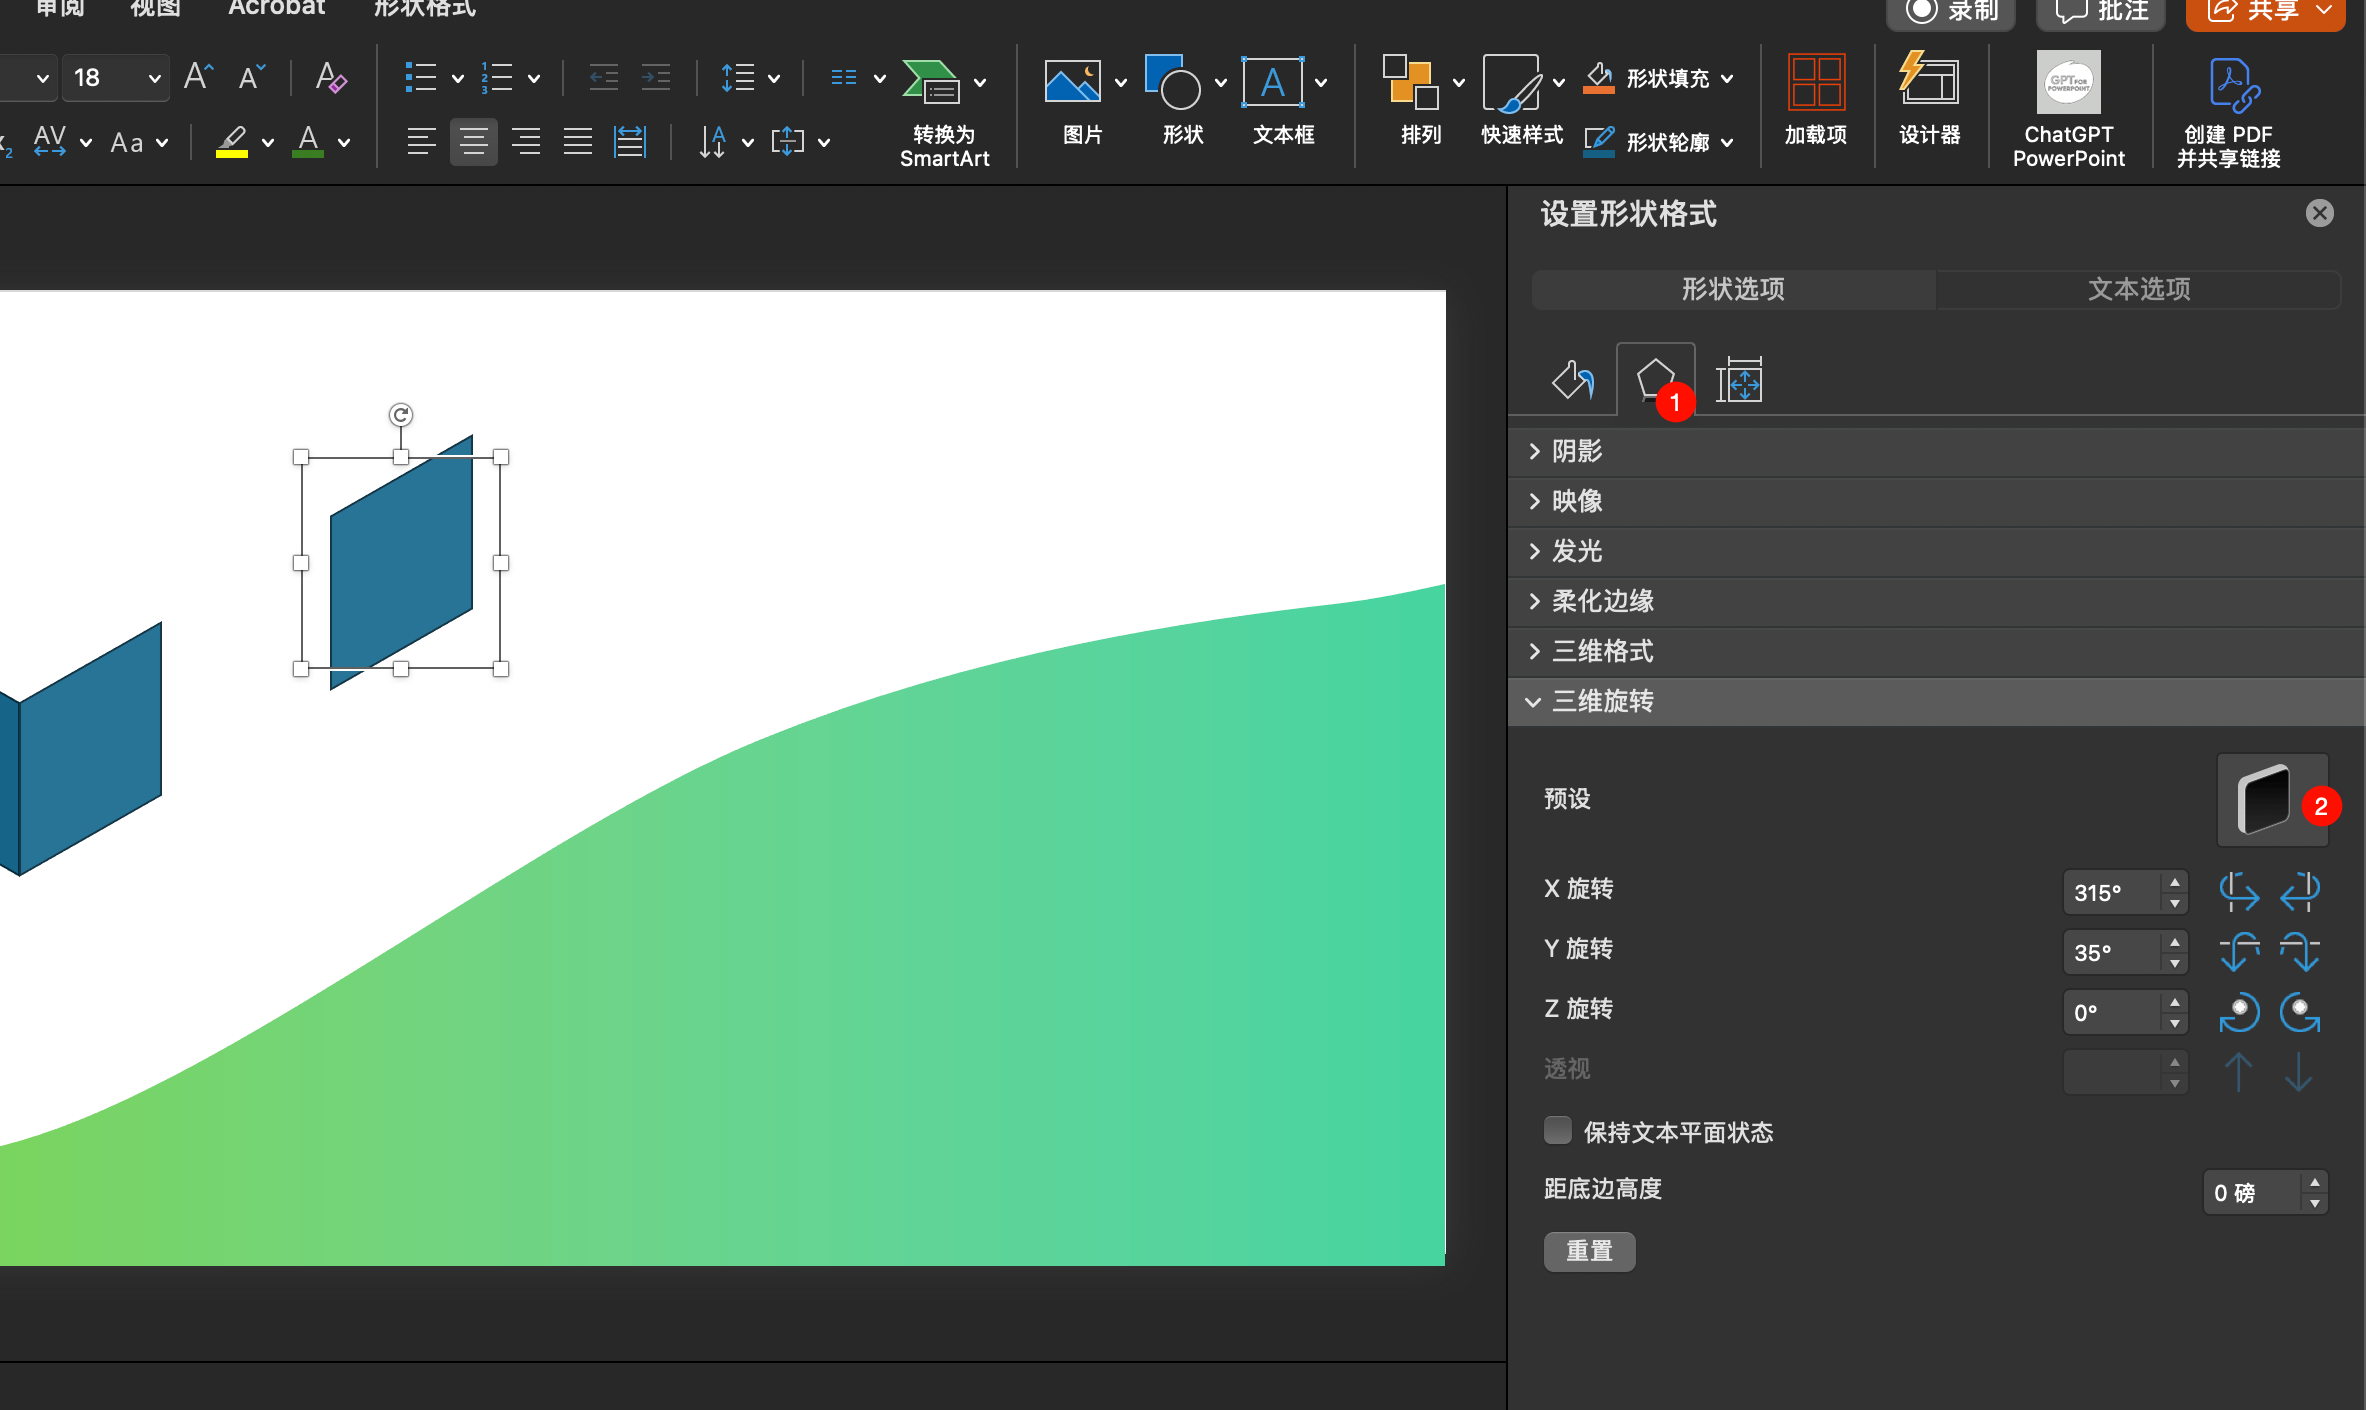 审阅 视图 Acrobat 形状格式 录制 批注 共享
18
转换为
SmartArt
图片
形状
文本框
排列
快速样式
形状填充
形状轮廓
加载项
设计器
ChatGPT
PowerPoint
创建 PDF
并共享链接
AV Aa A
GPT FOR
POWERPOINT
设置形状格式
形状选项 文本选项
1
阴影
映像
发光
柔化边缘
三维格式
三维旋转
预设 2
X 旋转 315°
Y 旋转 35°
Z 旋转 0°
透视
保持文本平面状态
距底边高度 0 磅
重置